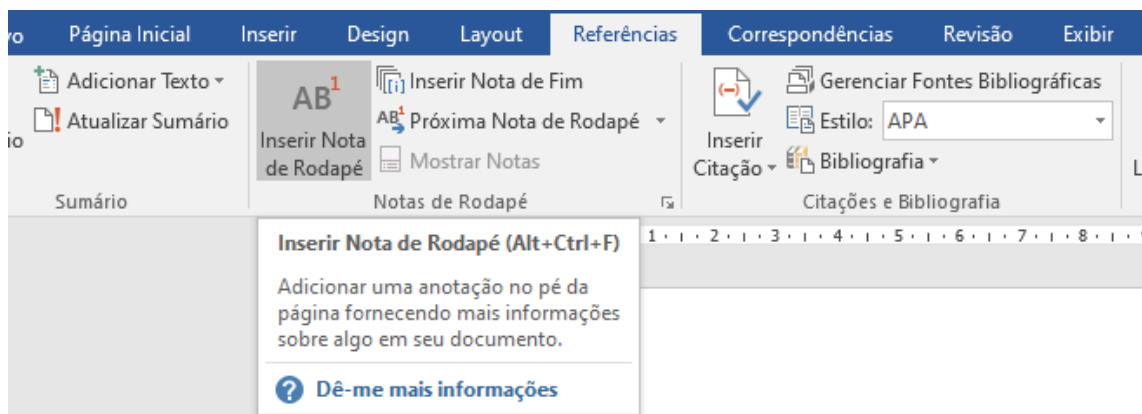 vo Página Inicial Inserir Design Layout Referências Correspondências Revisão Exibir
Adicionar Texto
Atualizar Sumário
io
Sumário
AB1
Inserir Nota
de Rodapé
Inserir Nota de Fim
AB1 Próxima Nota de Rodapé
Mostrar Notas
Notas de Rodapé
Inserir
Citação
Gerenciar Fontes Bibliográficas
Estilo: APA
Bibliografia
Citações e Bibliografia
L
1 2 3 4 5 6 7 8
Inserir Nota de Rodapé (Alt+Ctrl+F)
Adicionar uma anotação no pé da
página fornecendo mais informações
sobre algo em seu documento.
? Dê-me mais informações